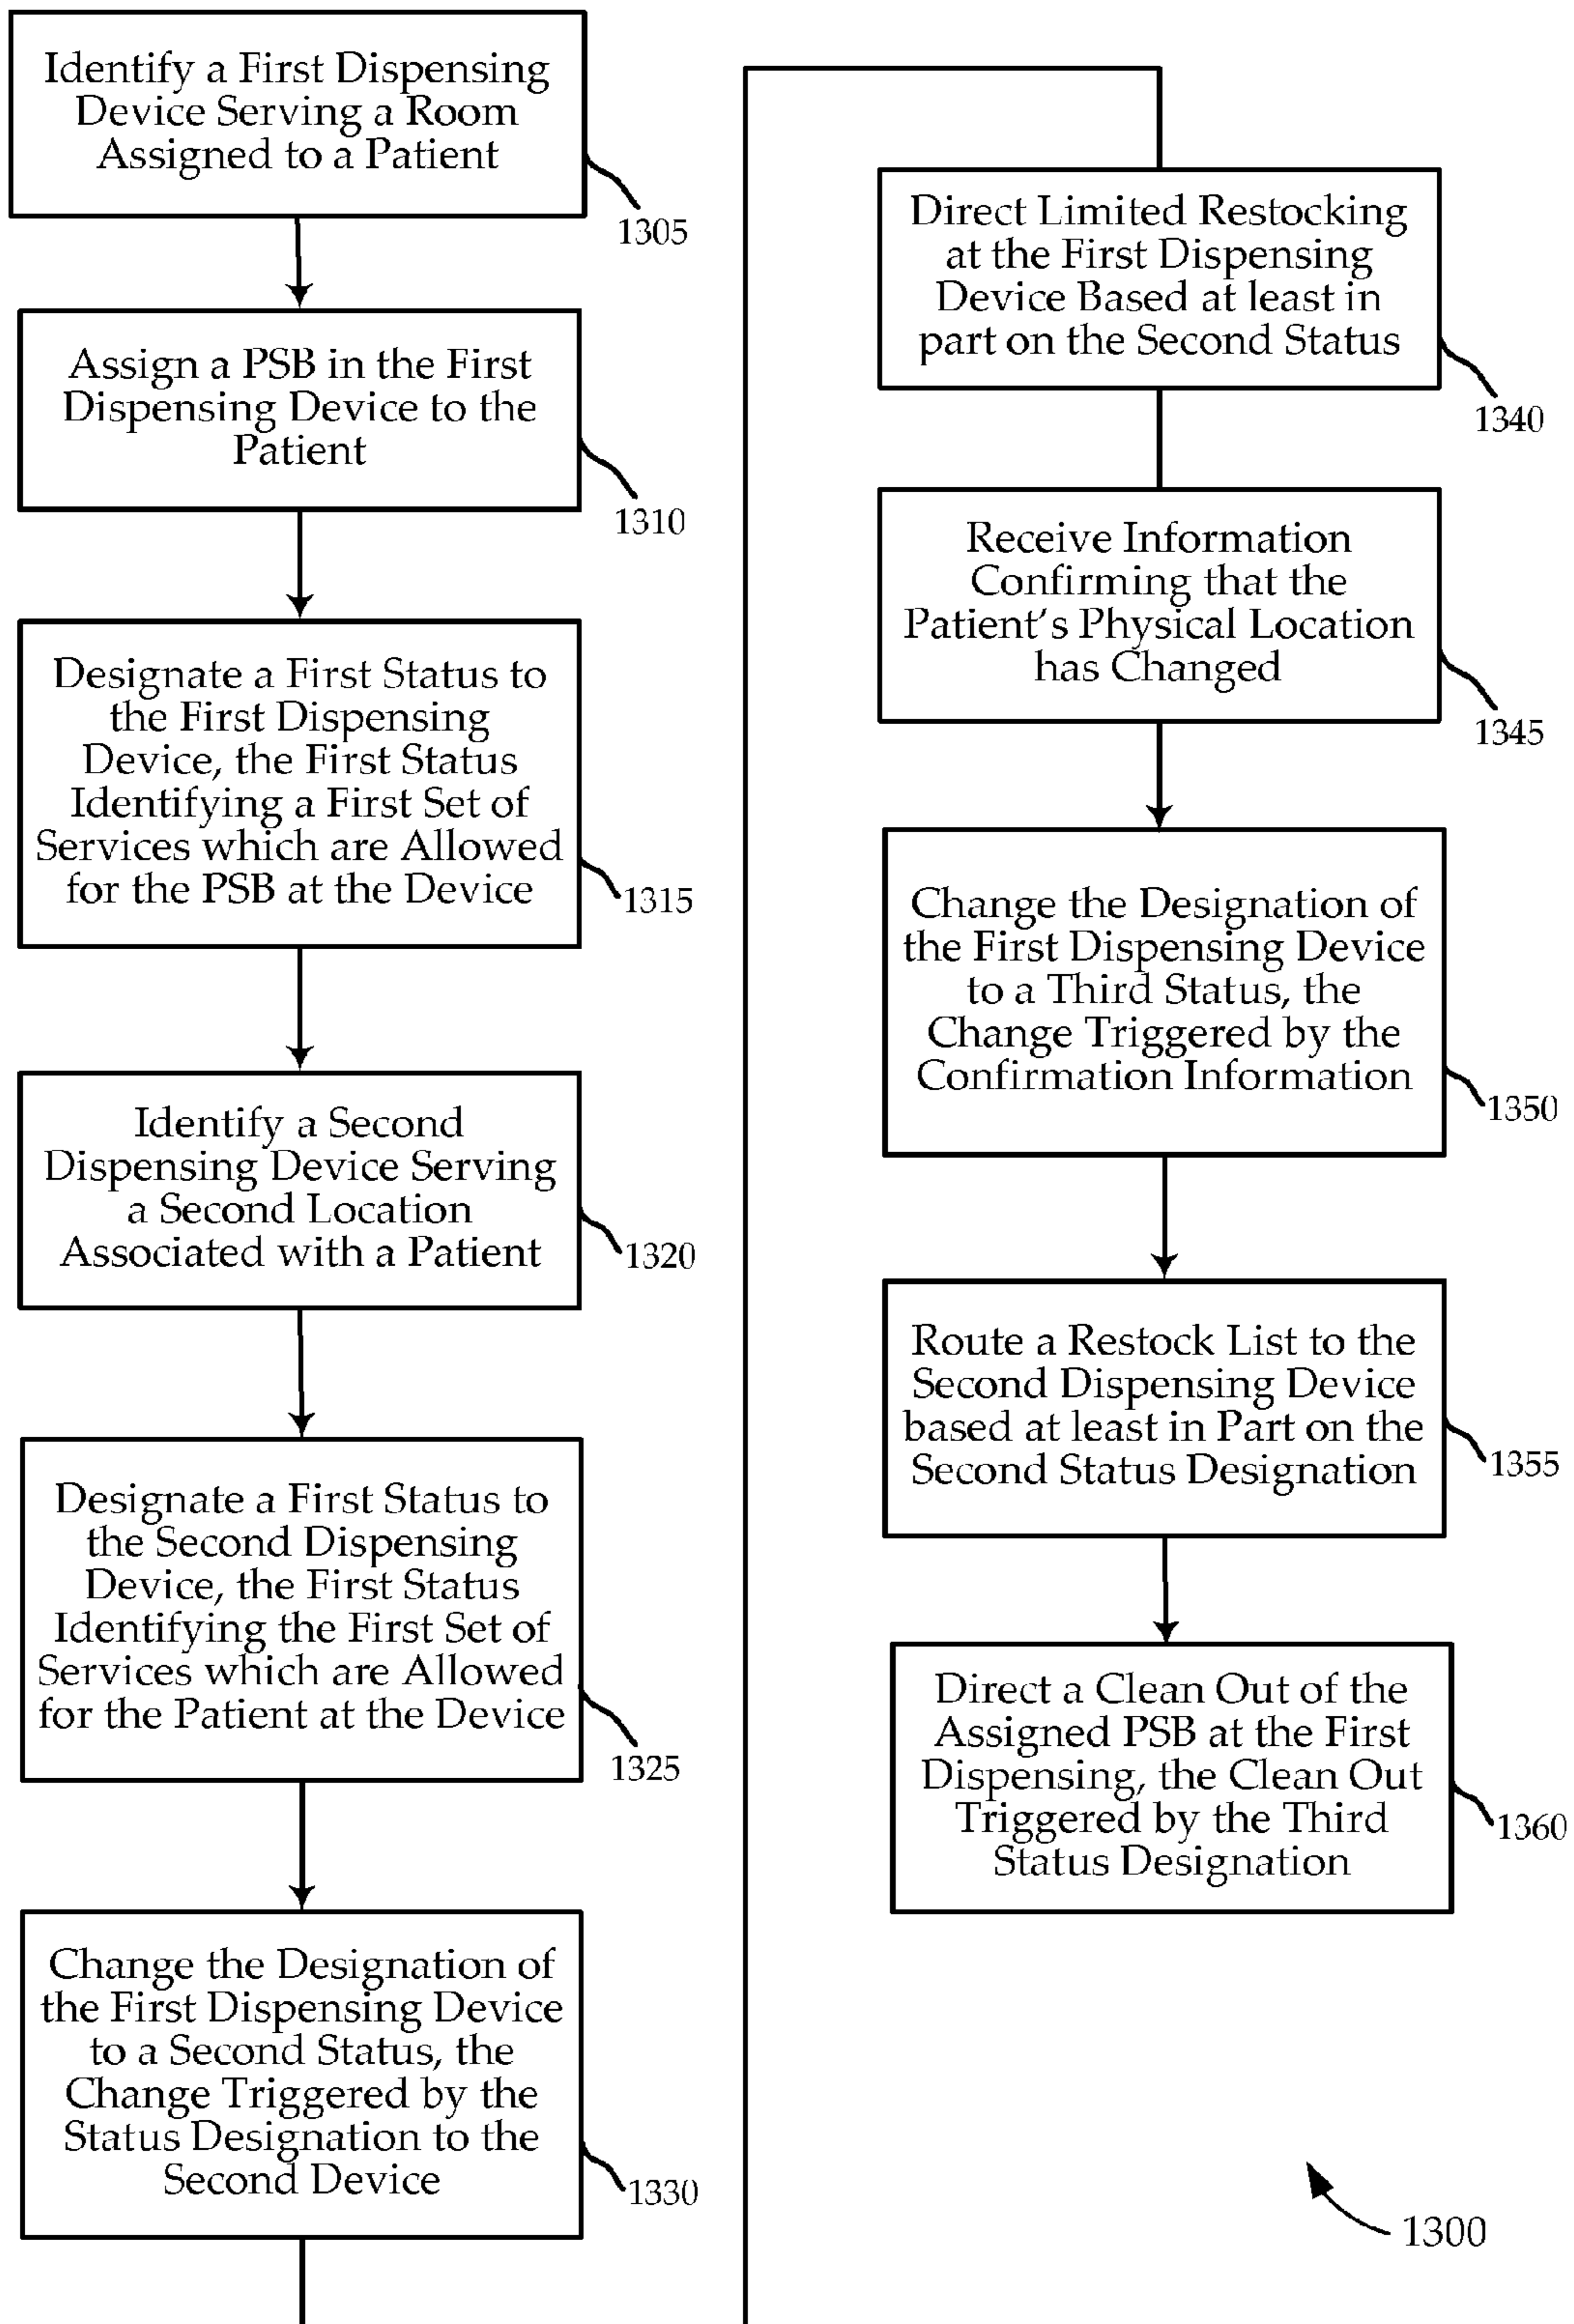 Identify a First Dispensing
Device Serving a Room
Assigned to a Patient
1305
Assign a PSB in the First
Dispensing Device to the
Patient
1310
Designate a First Status to
the First Dispensing
Device, the First Status
Identifying a First Set of
Services which are Allowed
for the PSB at the Device
1315
Identify a Second
Dispensing Device Serving
a Second Location
Associated with a Patient
1320
Designate a First Status to
the Second Dispensing
Device, the First Status
Identifying the First Set of
Services which are Allowed
for the Patient at the Device
1325
Change the Designation of
the First Dispensing Device
to a Second Status, the
Change Triggered by the
Status Designation to the
Second Device
1330
Direct Limited Restocking
at the First Dispensing
Device Based at least in
part on the Second Status
1340
Receive Information
Confirming that the
Patient's Physical Location
has Changed
1345
Change the Designation of
the First Dispensing Device
to a Third Status, the
Change Triggered by the
Confirmation Information
1350
Route a Restock List to the
Second Dispensing Device
based at least in Part on the
Second Status Designation
1355
Direct a Clean Out of the
Assigned PSB at the First
Dispensing, the Clean Out
Triggered by the Third
Status Designation
1360
1300